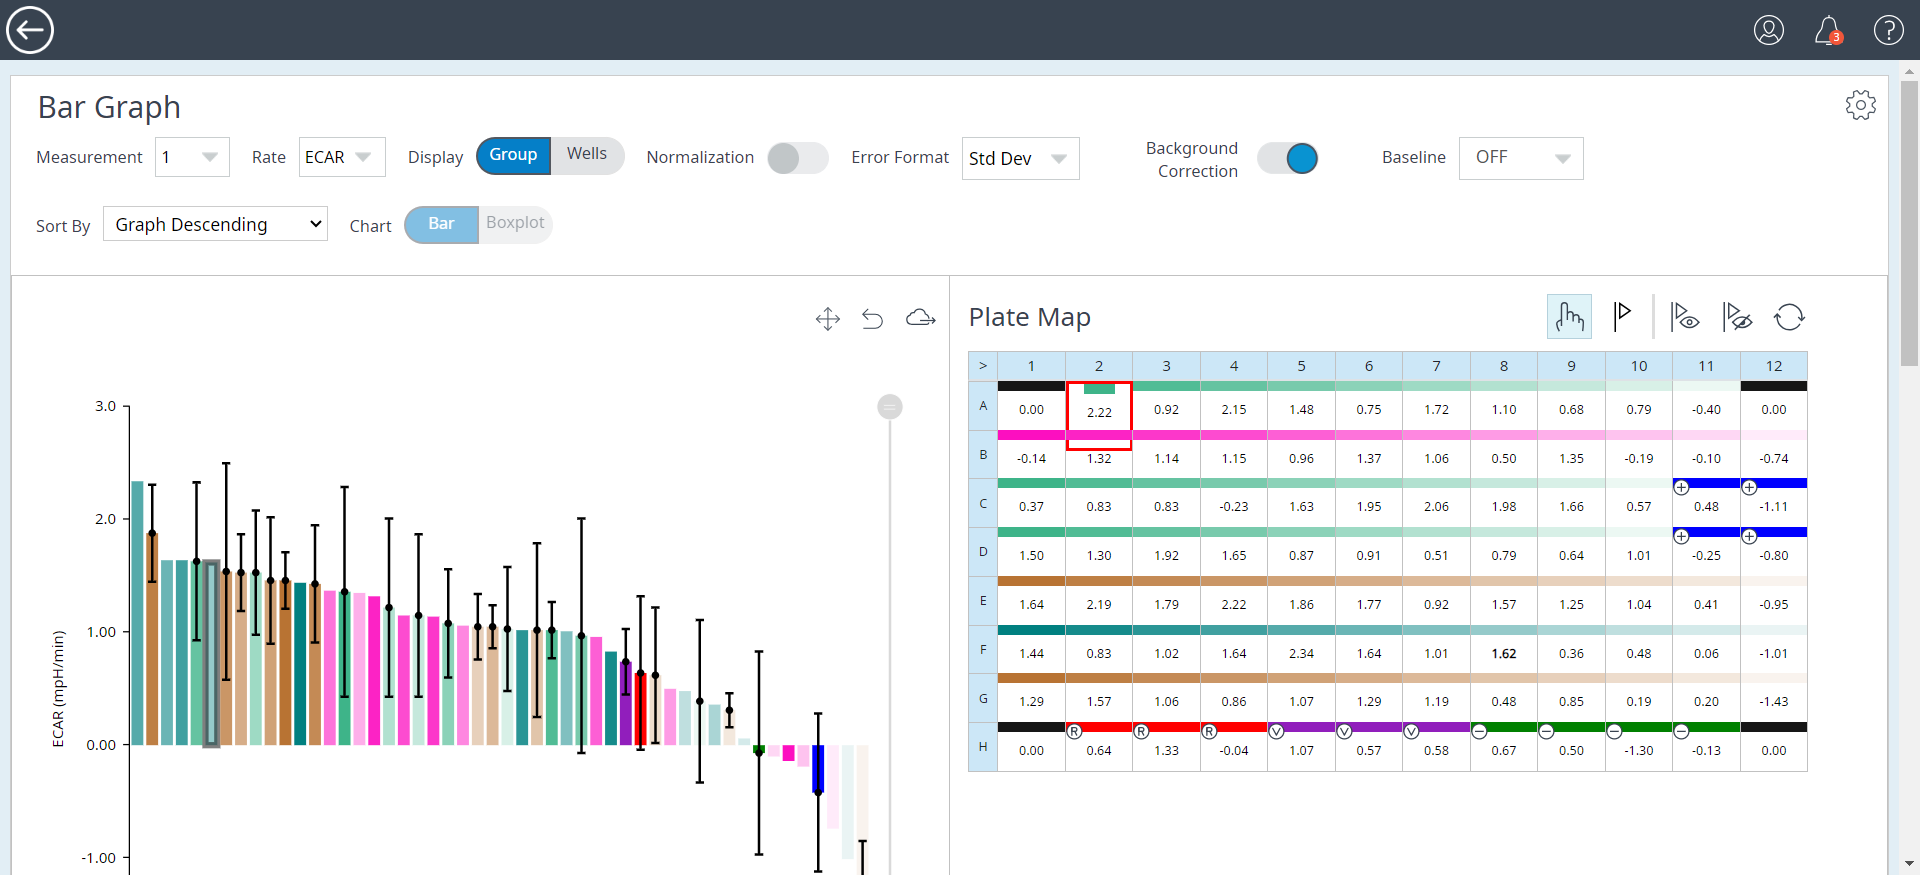 3
Bar Graph
Measurement 1 Rate ECAR Display Group Wells Normalization Error Format Std Dev Background Correction Baseline OFF
Sort By Graph Descending Chart Bar Boxplot
3.0
2.0
1.00
0.00
-1.00
ECAR (mpH/min)
Plate Map
> 1 2 3 4 5 6 7 8 9 10 11 12
A 0.00 2.22 0.92 2.15 1.48 0.75 1.72 1.10 0.68 0.79 -0.40 0.00
B -0.14 1.32 1.14 1.15 0.96 1.37 1.06 0.50 1.35 -0.19 -0.10 -0.74
+ +
C 0.37 0.83 0.83 -0.23 1.63 1.95 2.06 1.98 1.66 0.57 0.48 -1.11
+ +
D 1.50 1.30 1.92 1.65 0.87 0.91 0.51 0.79 0.64 1.01 -0.25 -0.80
E 1.64 2.19 1.79 2.22 1.86 1.77 0.92 1.57 1.25 1.04 0.41 -0.95
F 1.44 0.83 1.02 1.64 2.34 1.64 1.01 1.62 0.36 0.48 0.06 -1.01
G 1.29 1.57 1.06 0.86 1.07 1.29 1.19 0.48 0.85 0.19 0.20 -1.43
R R R V V V - - - -
H 0.00 0.64 1.33 -0.04 1.07 0.57 0.58 0.67 0.50 -1.30 -0.13 0.00